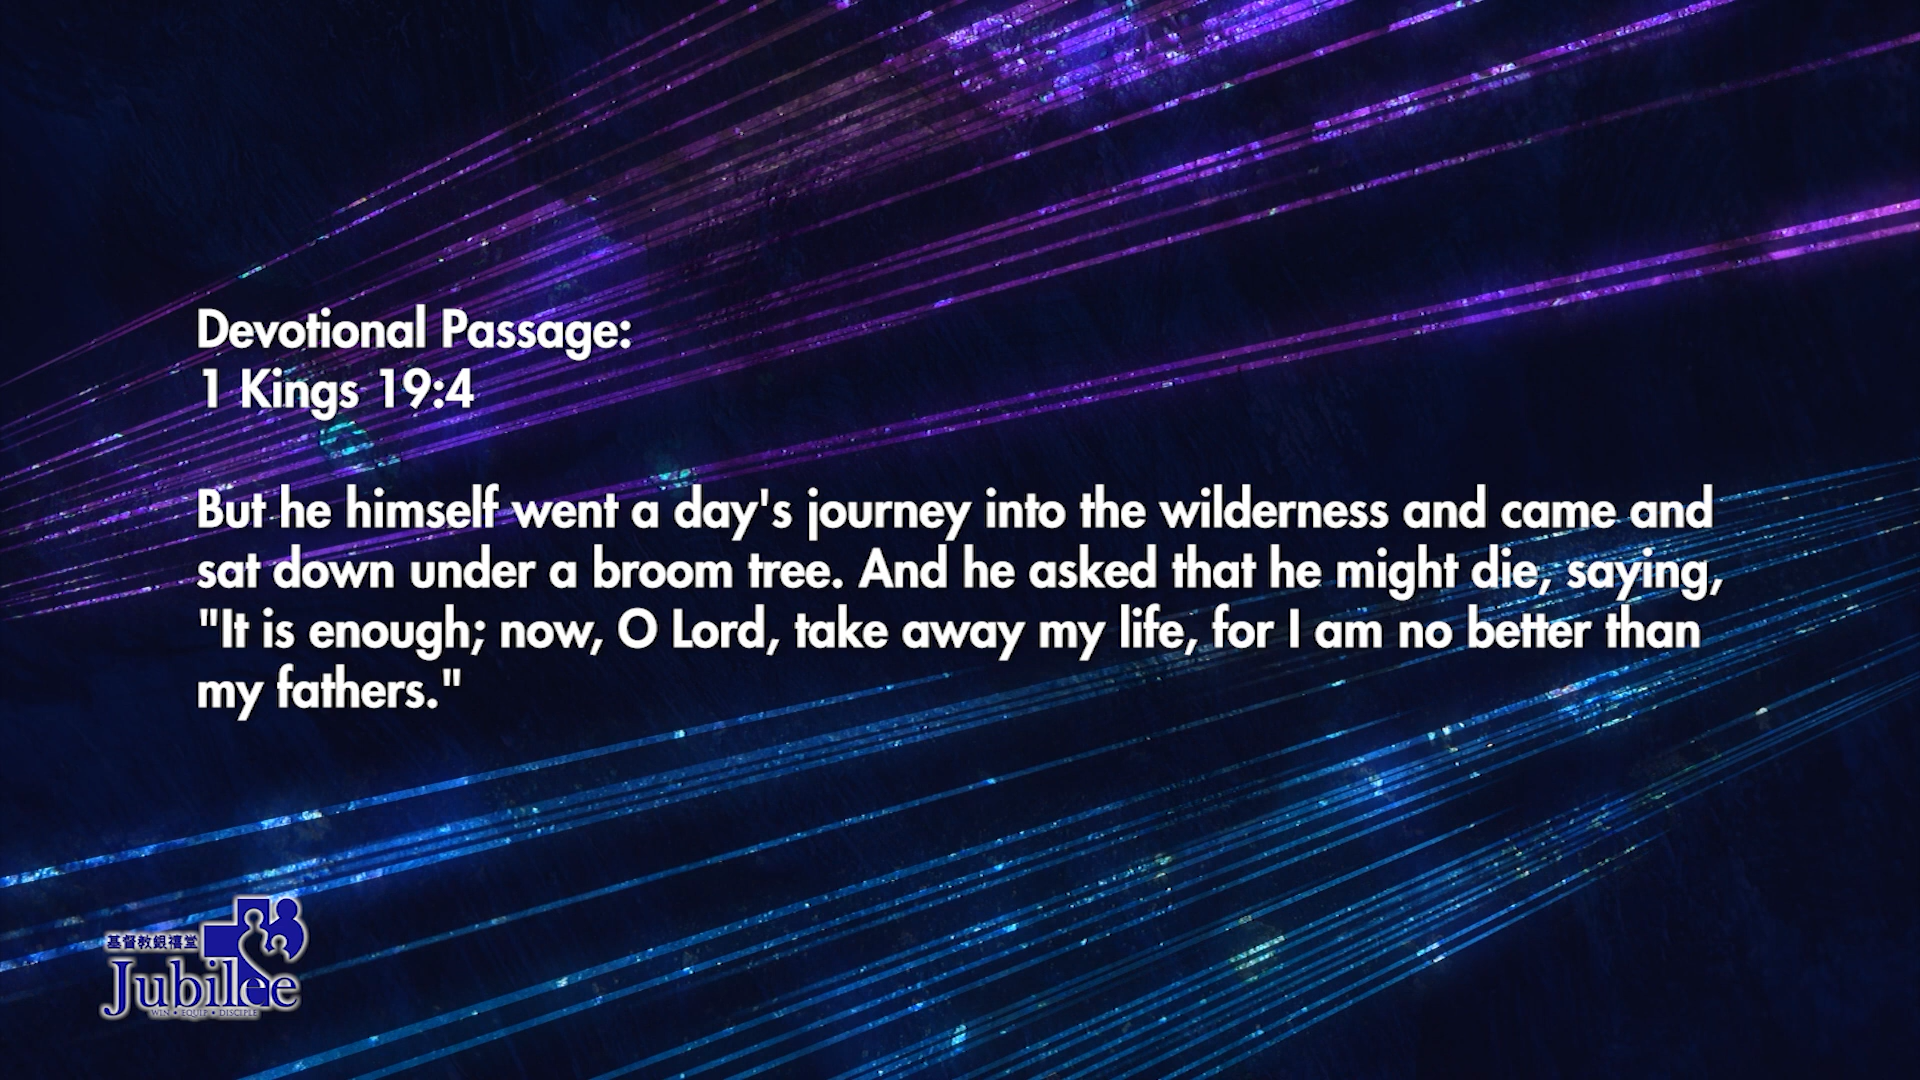 Devotional Passage:
1 Kings 19:4
But he himself went a day's journey into the wilderness and came and
sat down under a broom tree. And he asked that he might die, saying,
"It is enough; now, O Lord, take away my life, for I am no better than
my fathers."
基督教銀禧堂
Jubilee
WIN • EQUIP • DISCIPLE